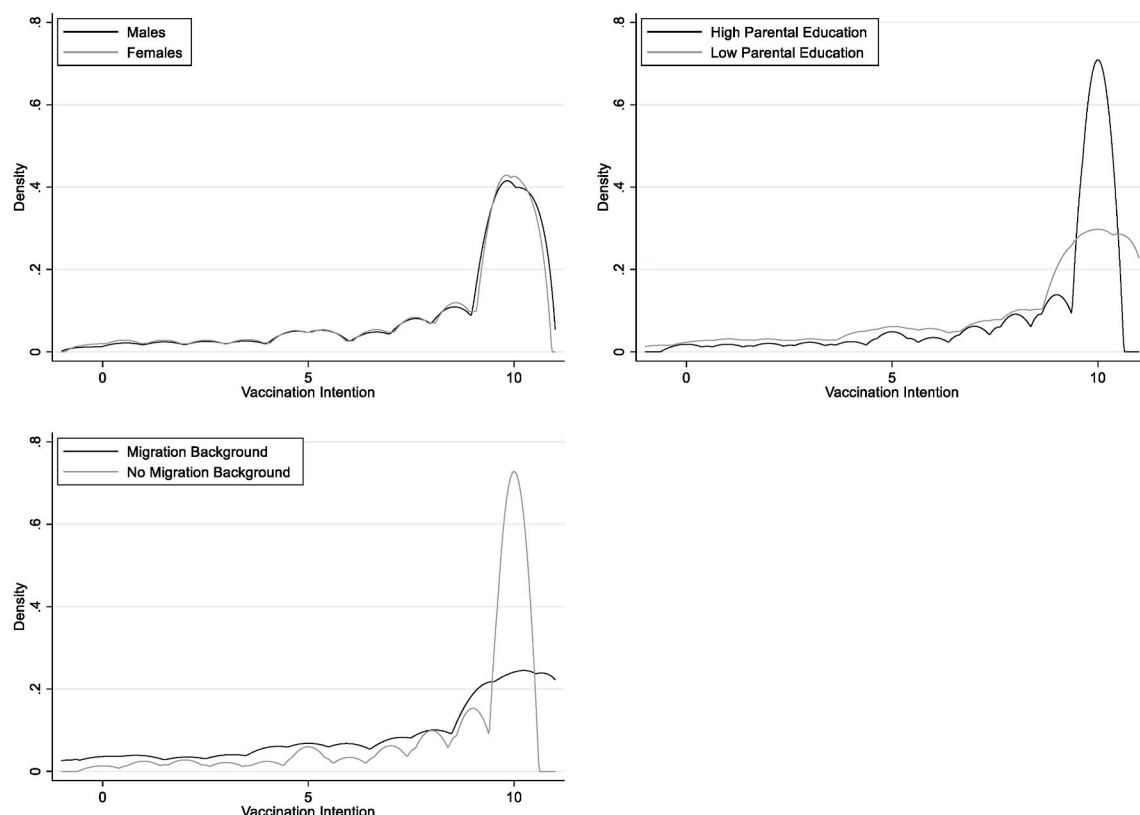 Males
Females
.8
.6
.4
.2
0
Density
0 5 10
Vaccination Intention
High Parental Education
Low Parental Education
.8
.6
.4
.2
0
Density
0 5 10
Vaccination Intention
Migration Background
No Migration Background
.8
.6
.4
.2
0
Density
0 5 10
Vaccination Intention